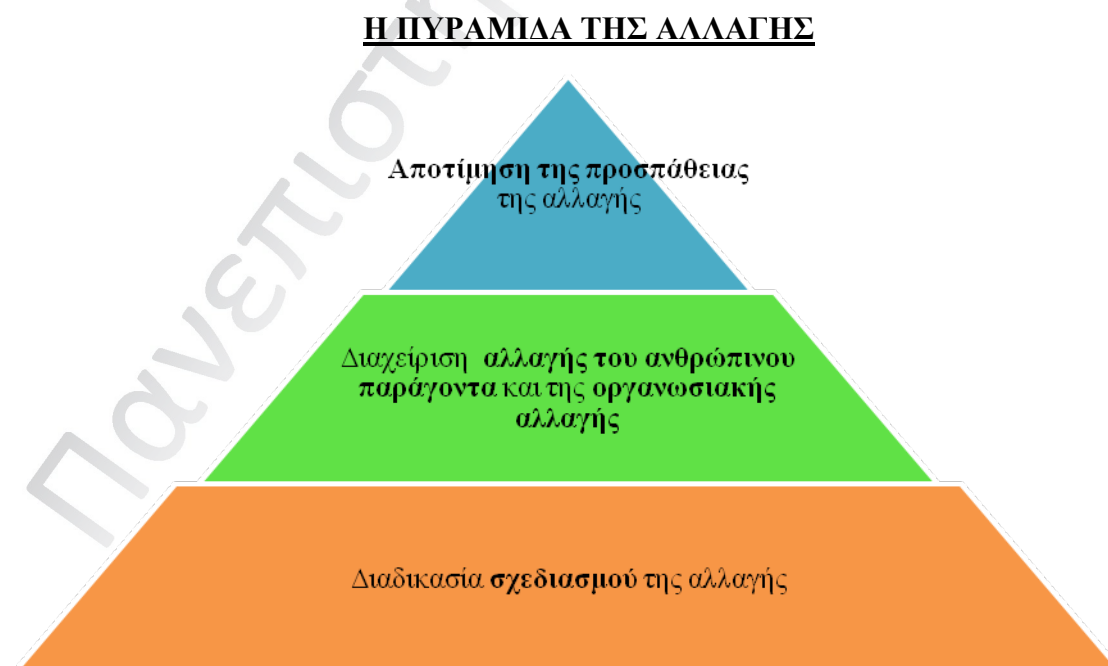 Η ΠΥΡΑΜΙΔΑ ΤΗΣ ΑΛΛΑΓΗΣ
Αποτίμηση της προσπάθειας
της αλλαγής
Διαχείριση αλλαγής του ανθρώπινου
παράγοντα και της οργανωσιακής
αλλαγής
Διαδικασία σχεδιασμού της αλλαγής